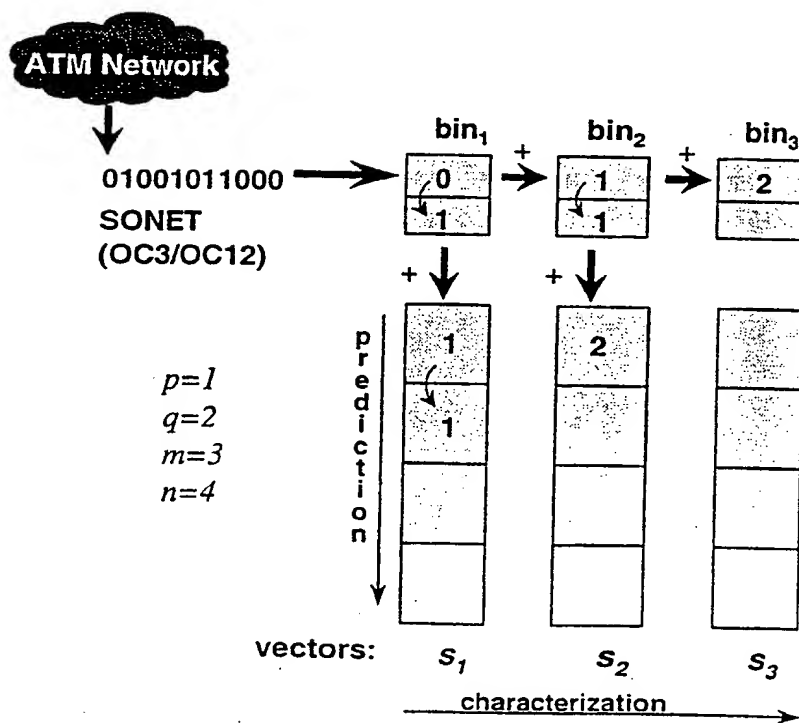 ATM Network
bin₁ bin₂ bin₃
+ +
01001011000
0 1 2
1 1
SONET
(OC3/OC12)
+ +
prediction
1 2
1
p=1
q=2
m=3
n=4
vectors: s₁ s₂ s₃
characterization